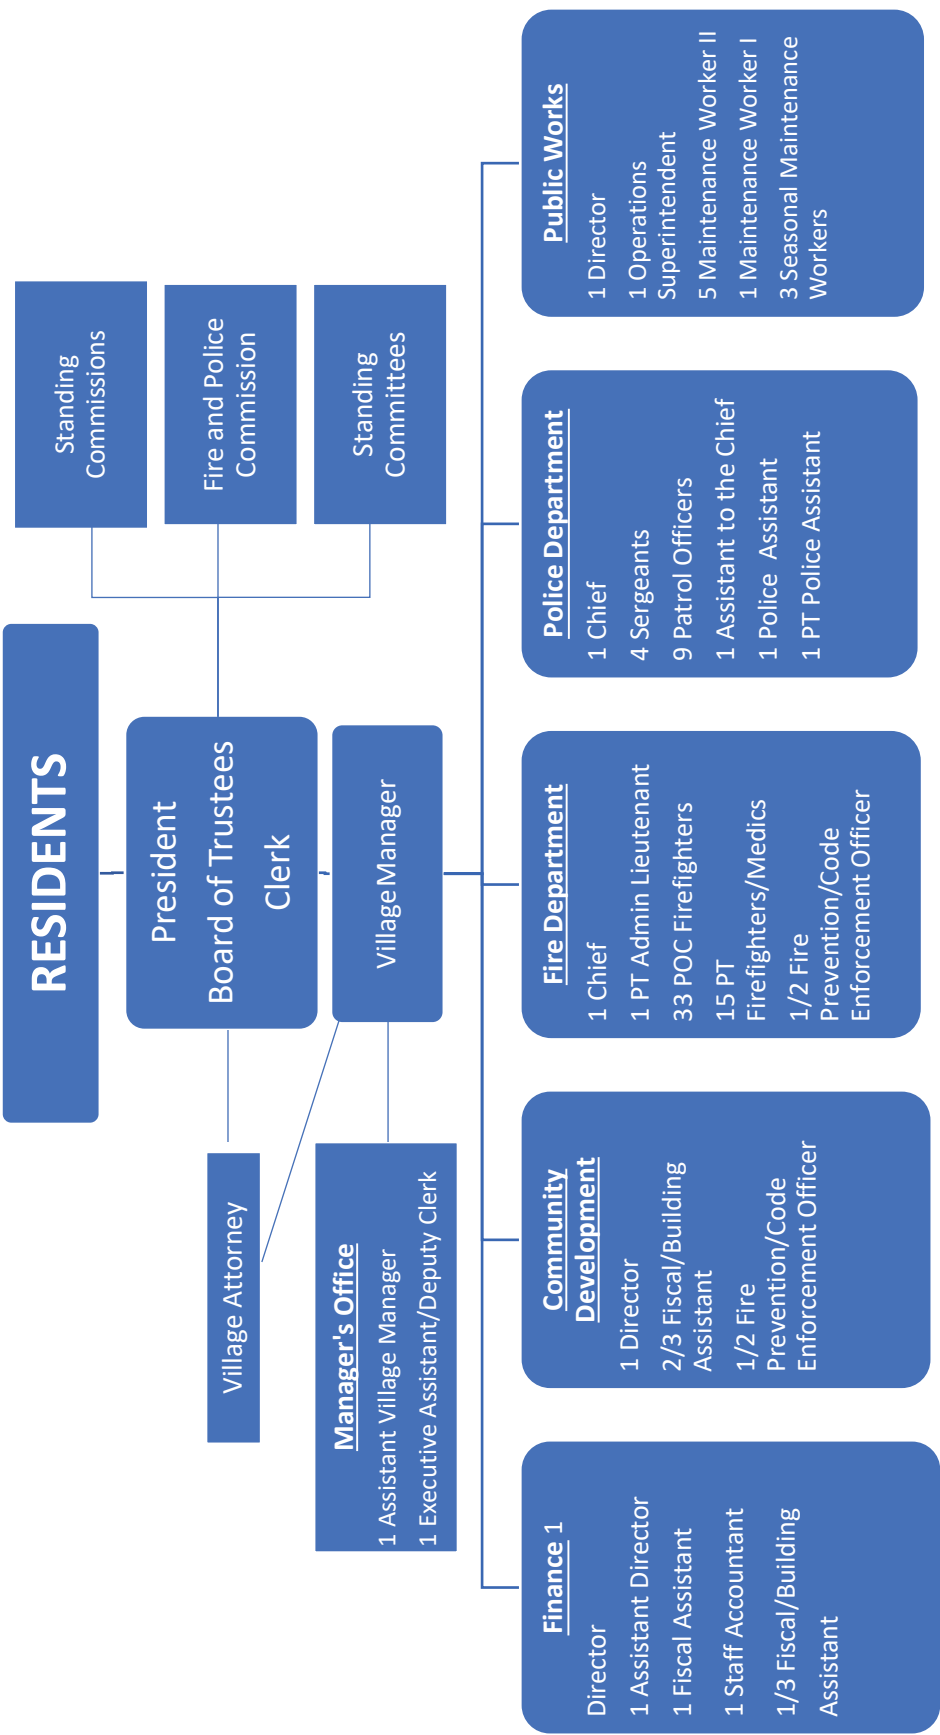 RESIDENTS
President
Board of Trustees
Clerk
Village Manager
Standing
Commissions
Fire and Police
Commission
Standing
Committees
Village Attorney
Manager's Office
1 Assistant Village Manager
1 Executive Assistant/Deputy Clerk
Finance 1
Director
1 Assistant Director
1 Fiscal Assistant
1 Staff Accountant
1/3 Fiscal/Building
Assistant
Community
Development
1 Director
2/3 Fiscal/Building
Assistant
1/2 Fire
Prevention/Code
Enforcement Officer
Fire Department
1 Chief
1 PT Admin Lieutenant
33 POC Firefighters
15 PT
Firefighters/Medics
1/2 Fire
Prevention/Code
Enforcement Officer
Police Department
1 Chief
4 Sergeants
9 Patrol Officers
1 Assistant to the Chief
1 Police Assistant
1 PT Police Assistant
Public Works
1 Director
1 Operations
Superintendent
5 Maintenance Worker II
1 Maintenance Worker I
3 Seasonal Maintenance
Workers